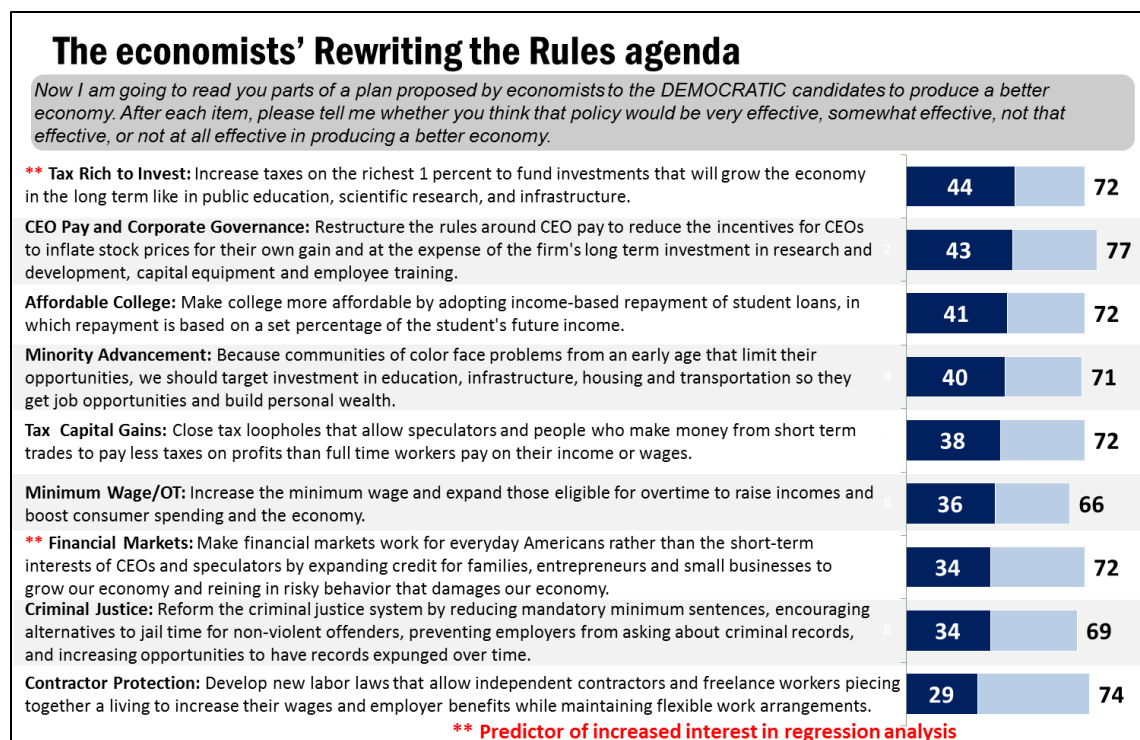 The economists' Rewriting the Rules agenda
Now I am going to read you parts of a plan proposed by economists to the DEMOCRATIC candidates to produce a better
economy. After each item, please tell me whether you think that policy would be very effective, somewhat effective, not that
effective, or not at all effective in producing a better economy.
** Tax Rich to Invest: Increase taxes on the richest 1 percent to fund investments that will grow the economy
in the long term like in public education, scientific research, and infrastructure.
44 72
CEO Pay and Corporate Governance: Restructure the rules around CEO pay to reduce the incentives for CEOs
to inflate stock prices for their own gain and at the expense of the firm's long term investment in research and
development, capital equipment and employee training.
2 43 77
Affordable College: Make college more affordable by adopting income-based repayment of student loans, in
which repayment is based on a set percentage of the student's future income.
41 72
Minority Advancement: Because communities of color face problems from an early age that limit their
opportunities, we should target investment in education, infrastructure, housing and transportation so they
get job opportunities and build personal wealth.
4 40 71
Tax Capital Gains: Close tax loopholes that allow speculators and people who make money from short term
trades to pay less taxes on profits than full time workers pay on their income or wages.
38 72
Minimum Wage/OT: Increase the minimum wage and expand those eligible for overtime to raise incomes and
boost consumer spending and the economy.
6 36 66
** Financial Markets: Make financial markets work for everyday Americans rather than the short-term
interests of CEOs and speculators by expanding credit for families, entrepreneurs and small businesses to
grow our economy and reining in risky behavior that damages our economy.
34 72
Criminal Justice: Reform the criminal justice system by reducing mandatory minimum sentences, encouraging
alternatives to jail time for non-violent offenders, preventing employers from asking about criminal records,
and increasing opportunities to have records expunged over time.
8 34 69
Contractor Protection: Develop new labor laws that allow independent contractors and freelance workers piecing
together a living to increase their wages and employer benefits while maintaining flexible work arrangements.
29 74
** Predictor of increased interest in regression analysis